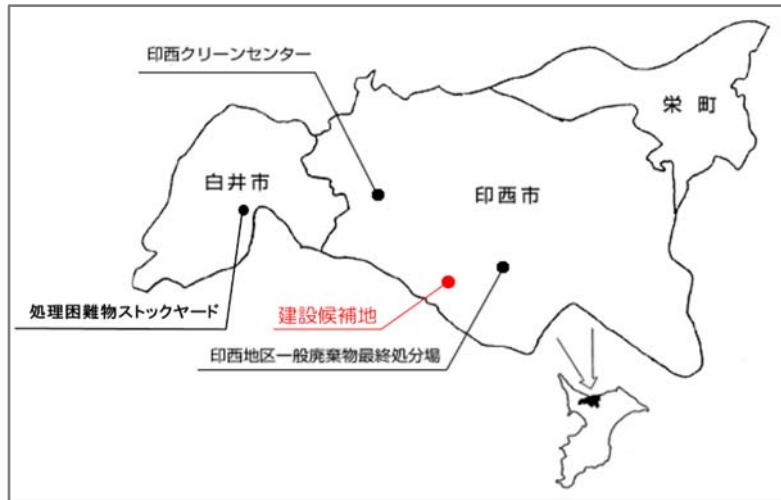 印西クリーンセンター
栄町
白井市
印西市
処理困難物ストックヤード
建設候補地
印西地区一般廃棄物最終処分場